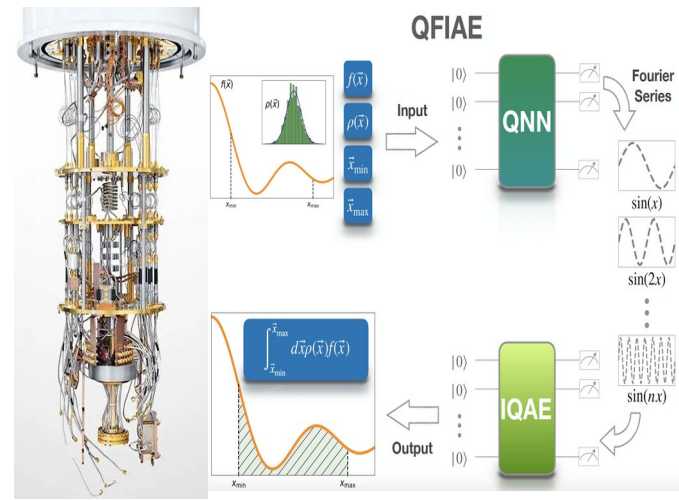 QFIAE
f(x⃗)
ρ(x⃗)
x_min
x_max
f(x⃗)
ρ(x⃗)
x⃗_min
x⃗_max
Input
|0⟩
|0⟩
|0⟩
QNN
Fourier
Series
sin(x)
sin(2x)
sin(nx)
|0⟩
|0⟩
|0⟩
IQAE
Output
∫_{x⃗_min}^{x⃗_max} dx⃗ρ(x⃗)f(x⃗)
x_min
x_max